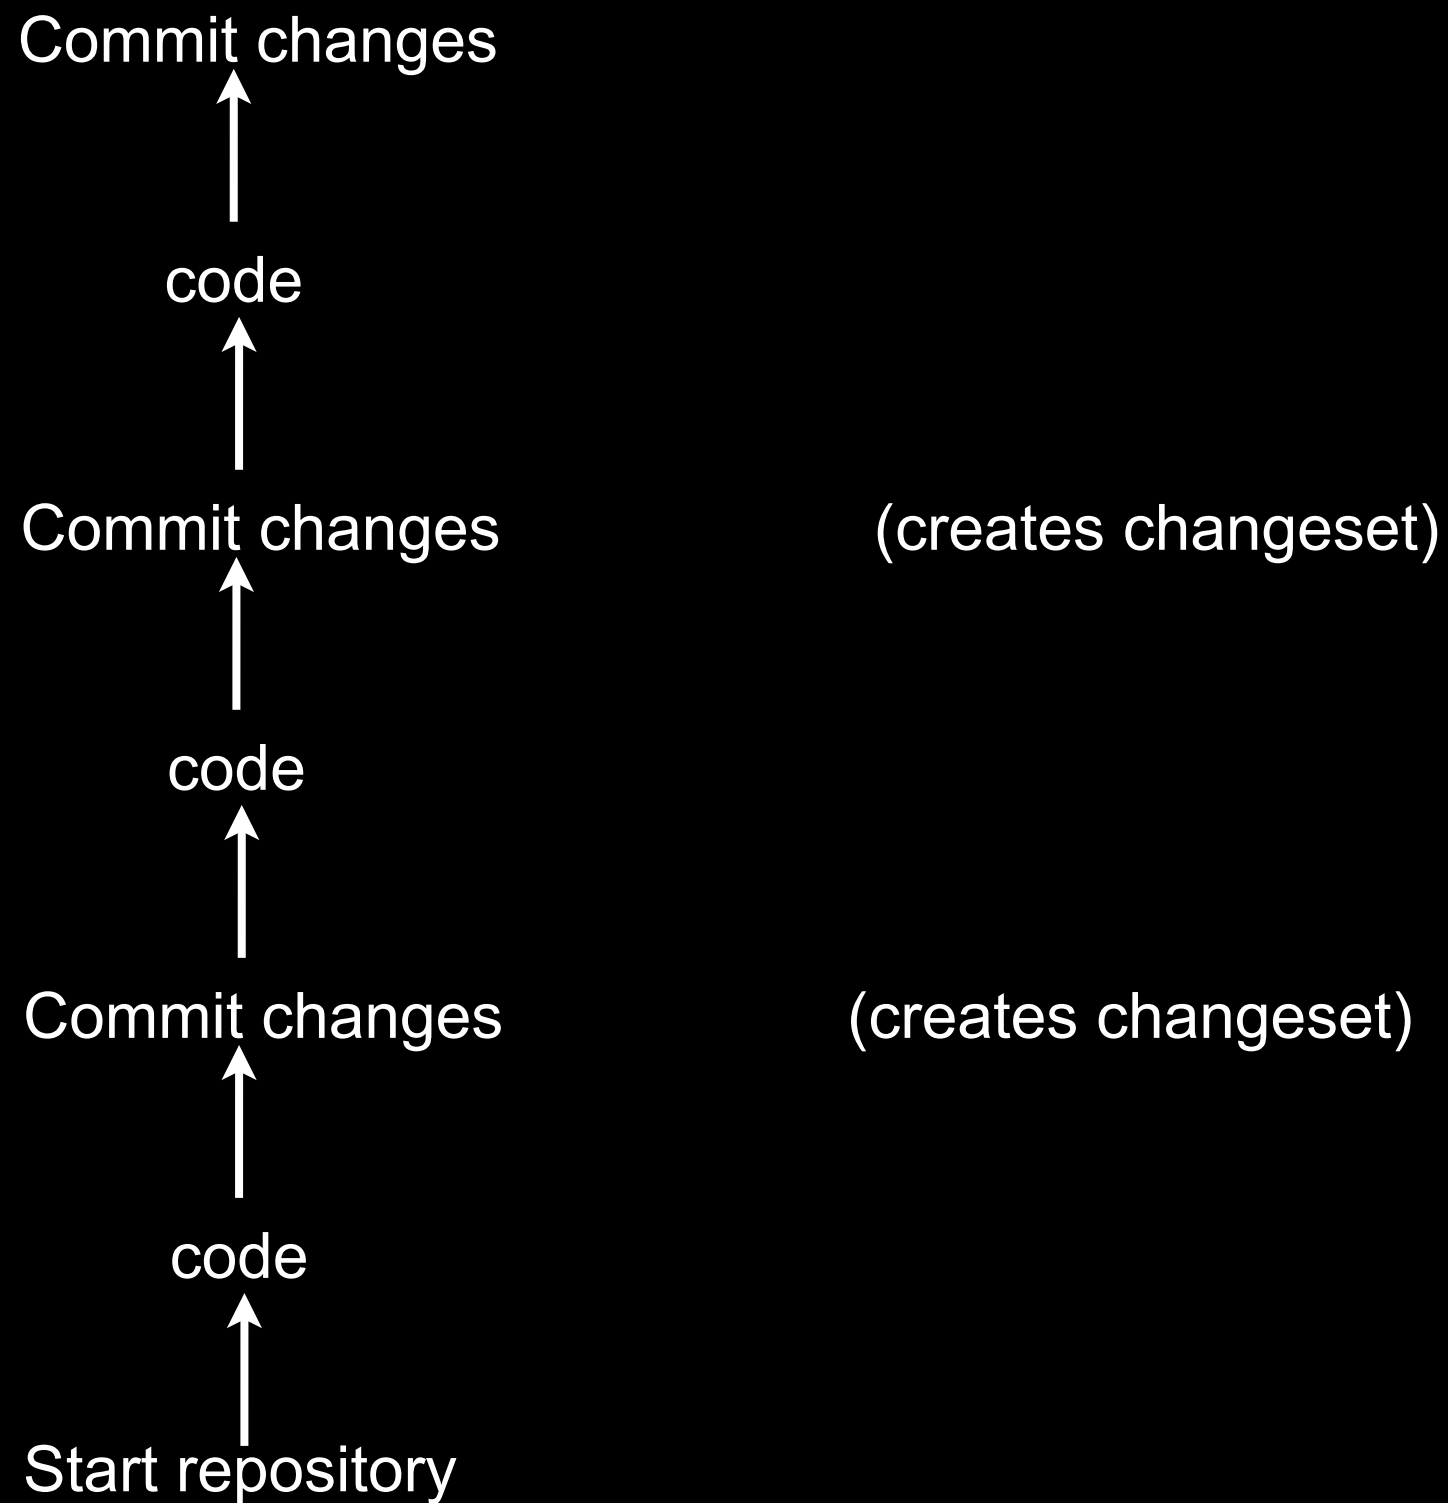 Commit changes
code
Commit changes (creates changeset)
code
Commit changes (creates changeset)
code
Start repository